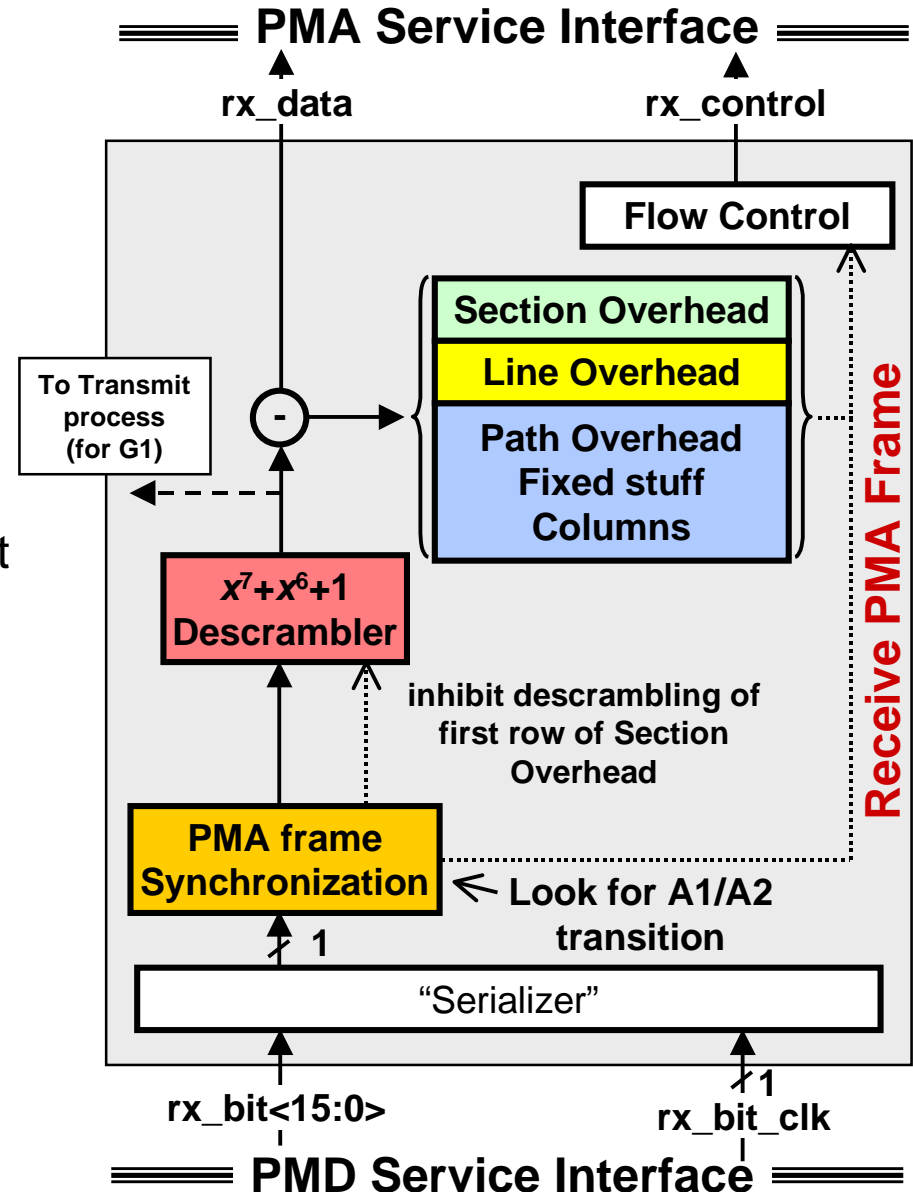 PMA Service Interface
rx_data
rx_control
Flow Control
Section Overhead
Line Overhead
Path Overhead
Fixed stuff
Columns
To Transmit
process
(for G1)
-
t
x⁷+x⁶+1
Descrambler
Receive PMA Frame
inhibit descrambling of
first row of Section
Overhead
PMA frame
Synchronization
Look for A1/A2
transition
1
“Serializer”
rx_bit<15:0>
1
rx_bit_clk
PMD Service Interface